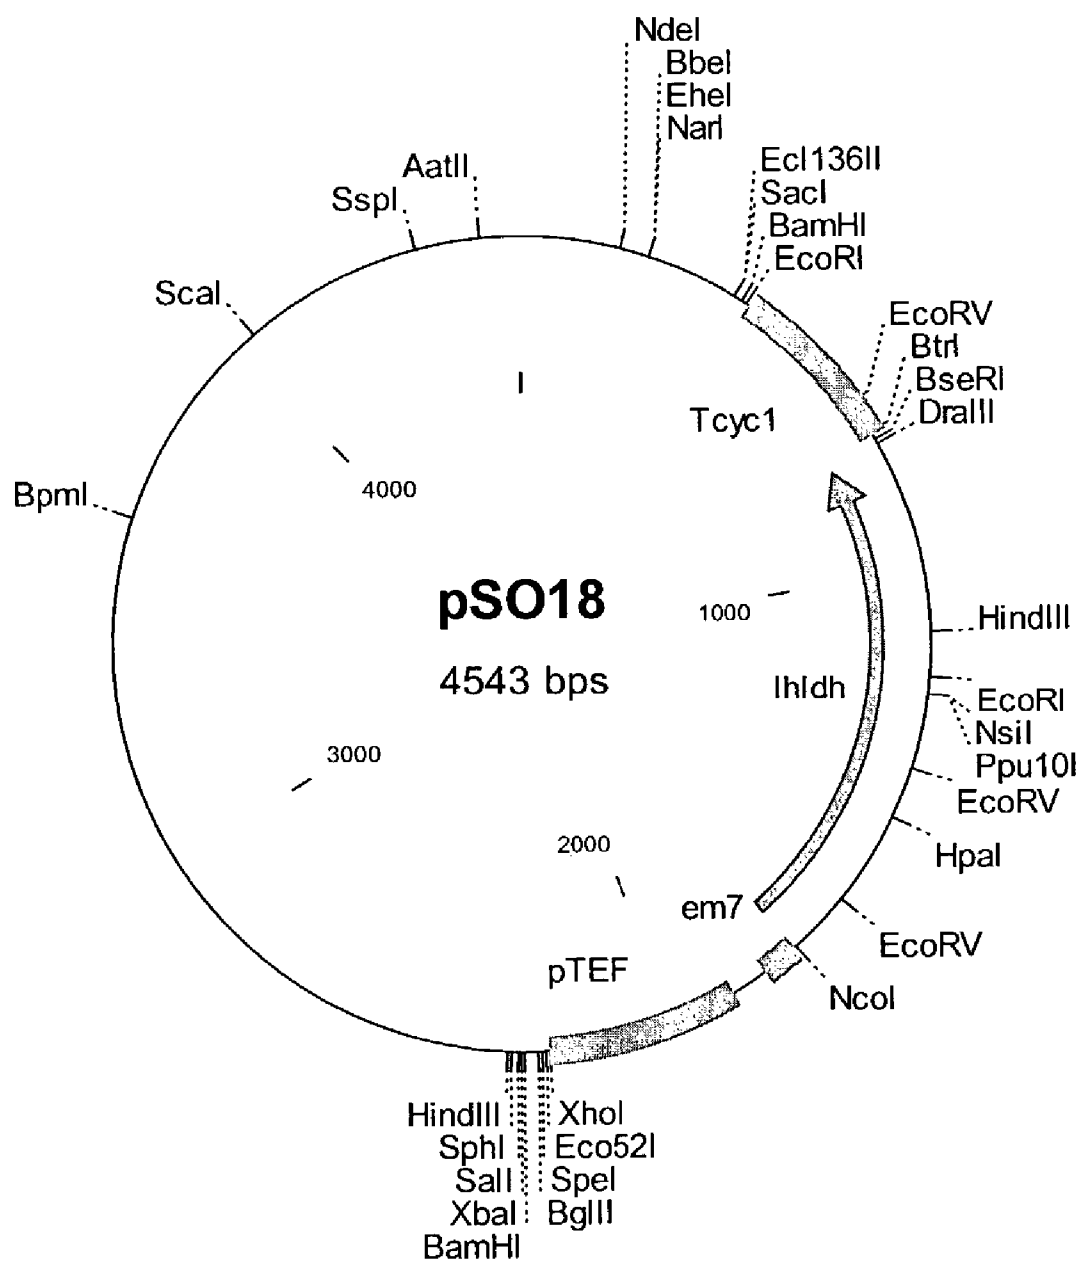 NdeI
BbeI
EheI
NarI
Ecl136II
SacI
BamHI
EcoRI
AatII
SspI
ScaI
BpmI
EcoRV
BtrI
BseRI
DraIII
Tcyc1
4000
pSO18
4543 bps
1000
HindIII
lhldh
EcoRI
NsiI
Ppu10I
EcoRV
HpaI
3000
2000
em7
EcoRV
NcoI
pTEF
HindIII
SphI
SalI
XbaI
BamHI
XhoI
Eco52I
SpeI
BglII